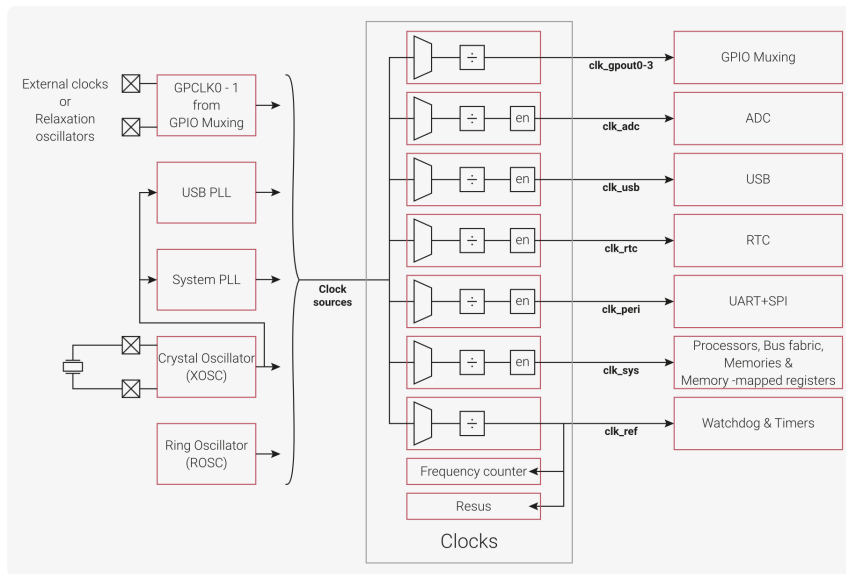 External clocks
or
Relaxation
oscillators
GPCLK0 - 1
from
GPIO Muxing
USB PLL
System PLL
Crystal Oscillator
(XOSC)
Ring Oscillator
(ROSC)
Clock
sources
÷
clk_gpout0-3
GPIO Muxing
÷ en
clk_adc
ADC
÷ en
clk_usb
USB
÷ en
clk_rtc
RTC
÷ en
clk_peri
UART+SPI
÷ en
clk_sys
Processors, Bus fabric,
Memories &
Memory -mapped registers
÷
clk_ref
Watchdog & Timers
Frequency counter
Resus
Clocks